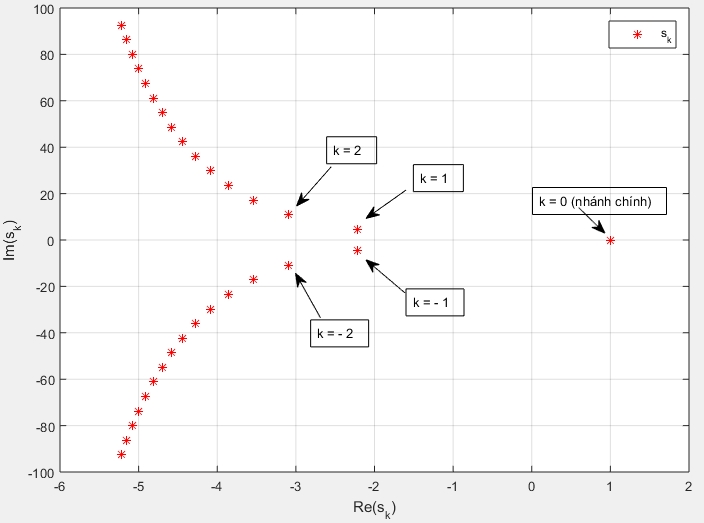 100
80
60
40
20
0
-20
-40
-60
-80
-100
Im(s_k)
s_k
k = 2
k = 1
k = 0 (nhánh chính)
k = - 1
k = - 2
-6 -5 -4 -3 -2 -1 0 1 2
Re(s_k)